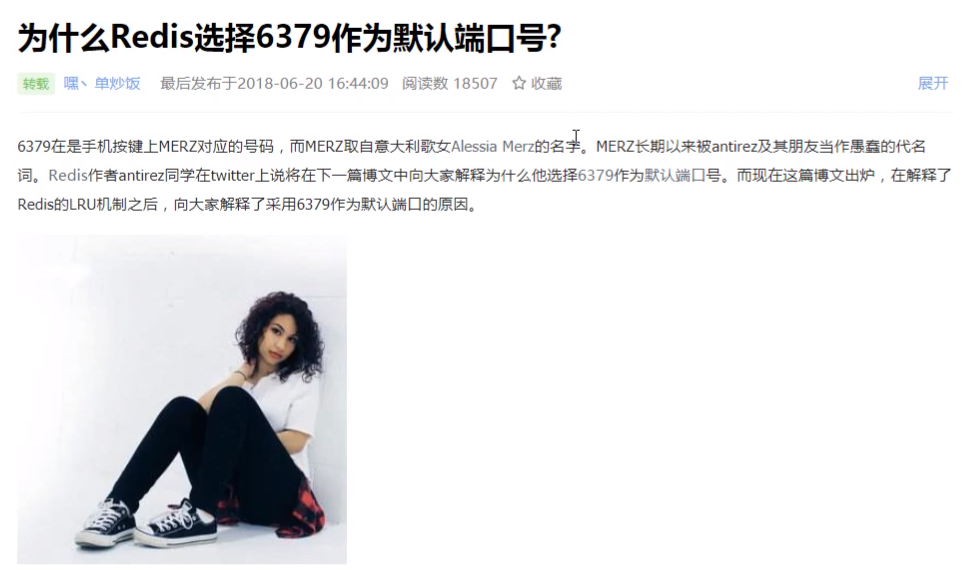 为什么Redis选择6379作为默认端口号?
转载 嘿丶单炒饭 最后发布于2018-06-20 16:44:09 阅读数 18507 ☆ 收藏 展开
6379在是手机按键上MERZ对应的号码，而MERZ取自意大利歌女Alessia Merz的名字。MERZ长期以来被antirez及其朋友当作愚蠢的代名
词。Redis作者antirez同学在twitter上说将在下一篇博文中向大家解释为什么他选择6379作为默认端口号。而现在这篇博文出炉，在解释了
Redis的LRU机制之后，向大家解释了采用6379作为默认端口的原因。